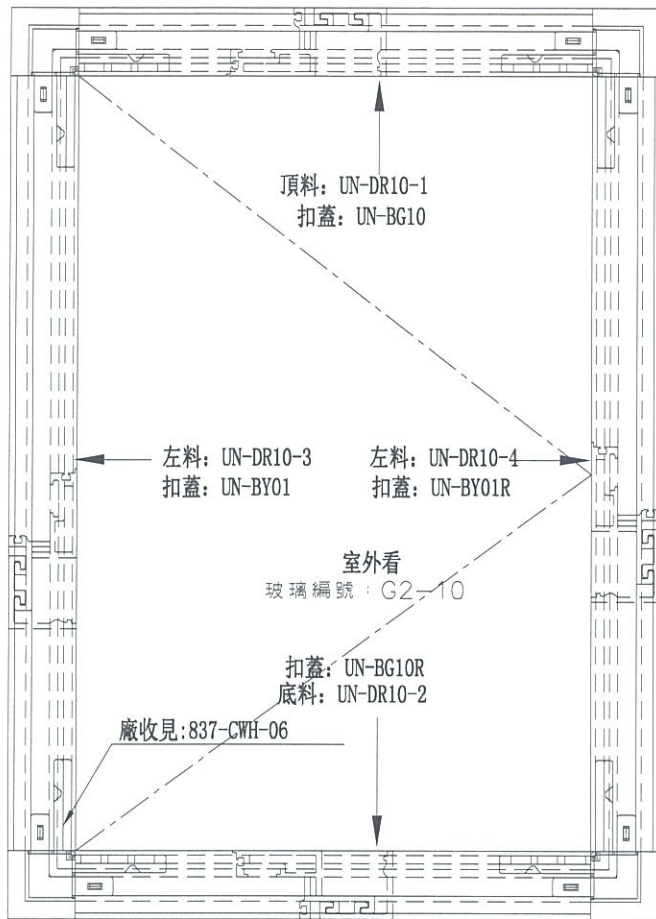 頂料: UN-DR10-1
扣蓋: UN-BG10
左料: UN-DR10-3
扣蓋: UN-BY01
左料: UN-DR10-4
扣蓋: UN-BY01R
室外看
玻璃編號：G2-10
扣蓋: UN-BG10R
底料: UN-DR10-2
廠收見:837-CWH-06